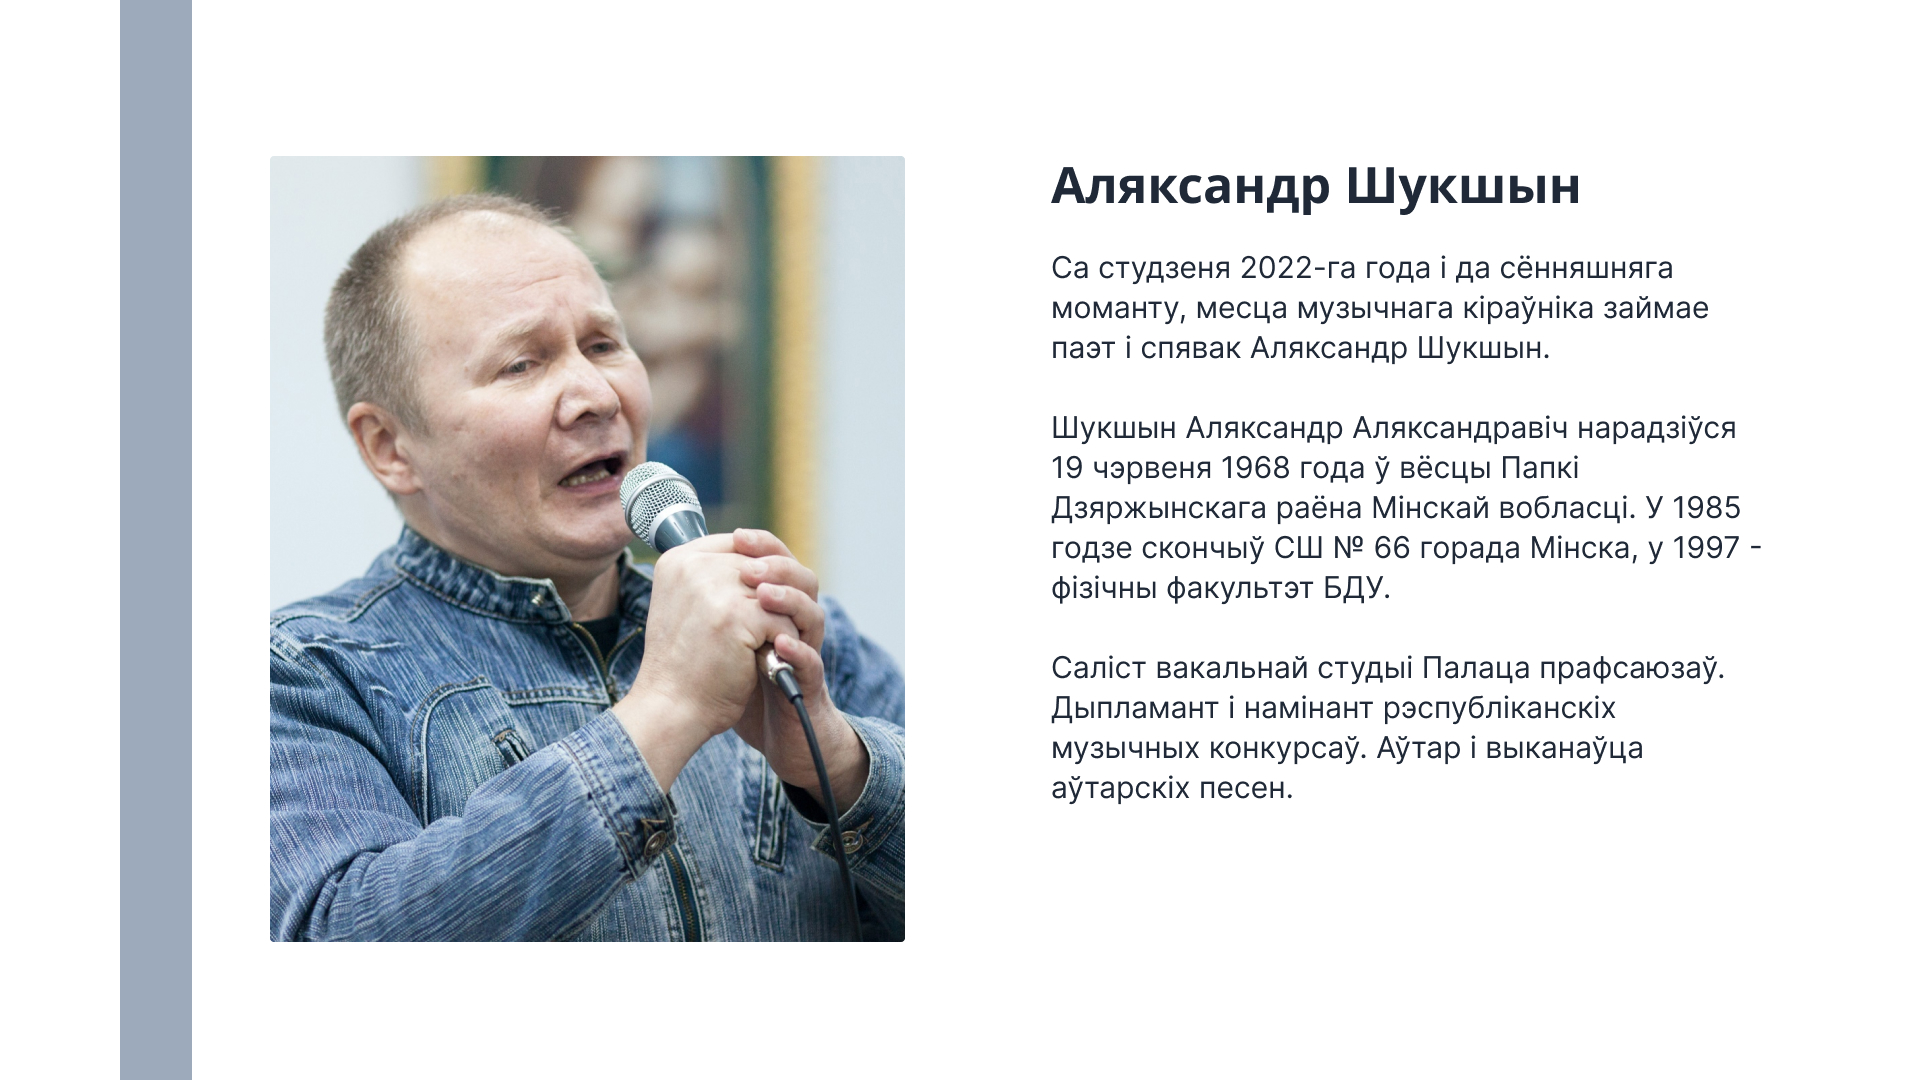 Аляксандр Шукшын
Са студзеня 2022-га года і да сённяшняга
моманту, месца музычнага кіраўніка займае
паэт і спявак Аляксандр Шукшын.
Шукшын Аляксандр Аляксандравіч нарадзіўся
19 чэрвеня 1968 года ў вёсцы Папкі
Дзяржынскага раёна Мінскай вобласці. У 1985
годзе скончыў СШ № 66 горада Мінска, у 1997 -
фізічны факультэт БДУ.
Саліст вакальнай студыі Палаца прафсаюзаў.
Дыпламант і намінант рэспубліканскіх
музычных конкурсаў. Аўтар і выканаўца
аўтарскіх песен.